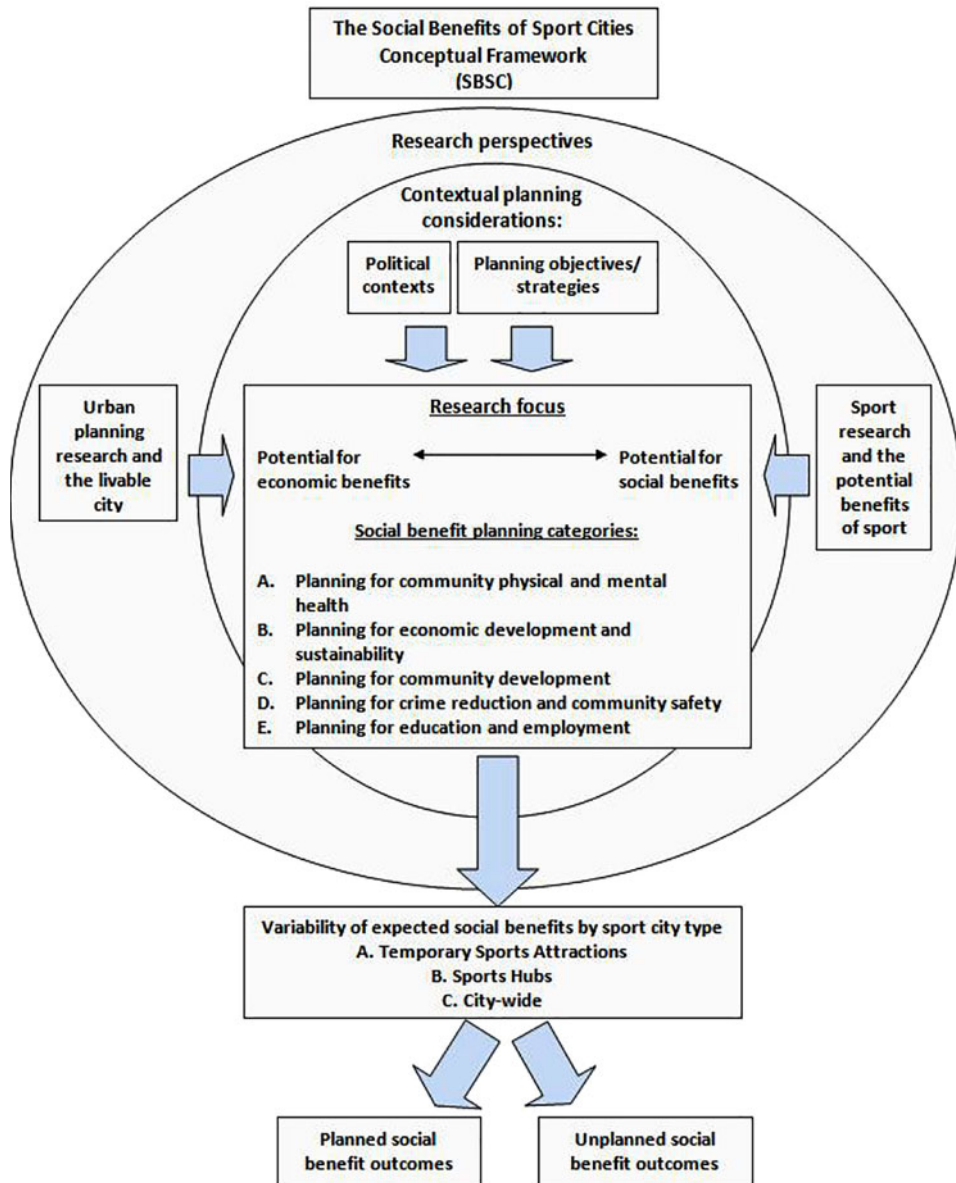 The Social Benefits of Sport Cities
Conceptual Framework
(SBSC)
Research perspectives
Contextual planning
considerations:
Political
contexts
Planning objectives/
strategies
Urban
planning
research and
the livable
city
Research focus
Potential for
economic benefits
Potential for
social benefits
Sport
research
and the
potential
benefits
of sport
Social benefit planning categories:
A. Planning for community physical and mental
health
B. Planning for economic development and
sustainability
C. Planning for community development
D. Planning for crime reduction and community safety
E. Planning for education and employment
Variability of expected social benefits by sport city type
A. Temporary Sports Attractions
B. Sports Hubs
C. City-wide
Planned social
benefit outcomes
Unplanned social
benefit outcomes